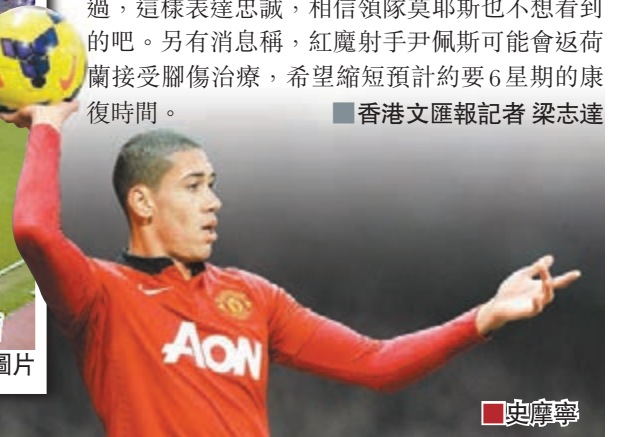 過，這樣表達忠誠，相信領隊莫耶斯也不想看到
的吧。另有消息稱，紅魔射手尹佩斯可能會返荷
蘭接受腳傷治療，希望縮短預計約要6星期的康
復時間。 ■香港文匯報記者 梁志達
AON
圖片
■史摩寧